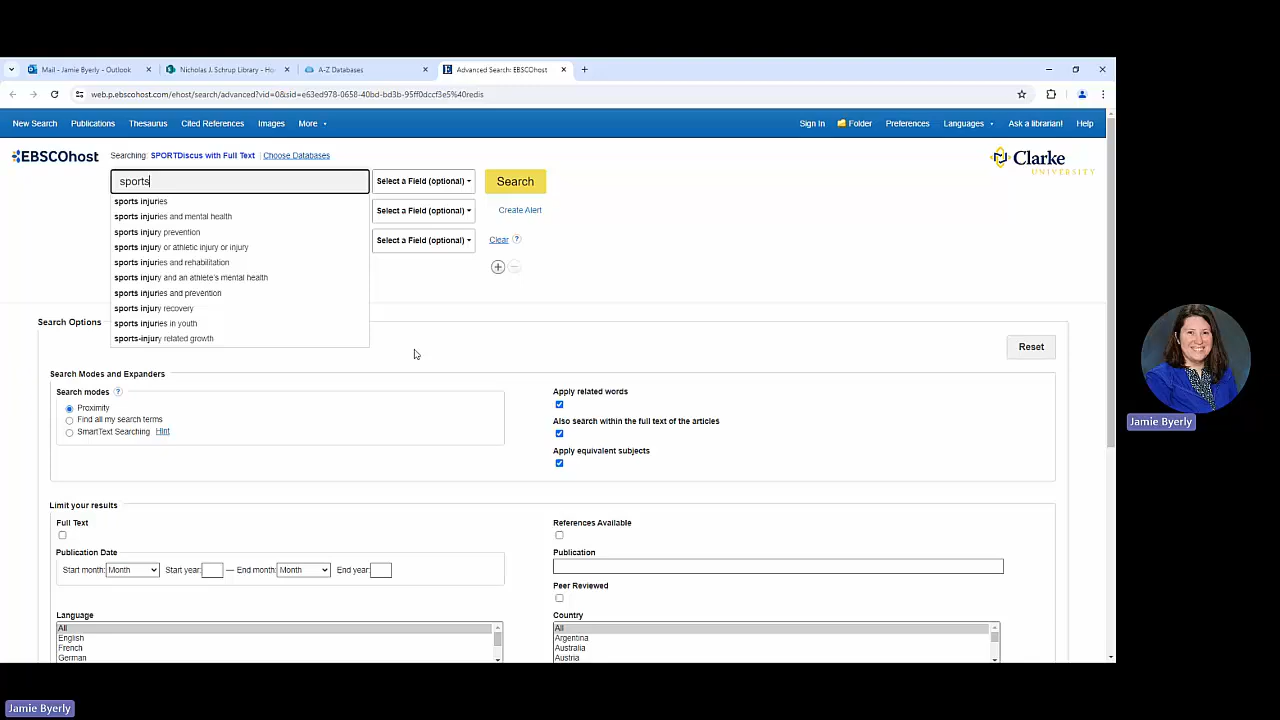 Mail - Jamie Byerly - Outlook
Nicholas J. Schrup Library - Ho
A-Z Databases
Advanced Search: EBSCOhost
web.p.ebscohost.com/ehost/search/advanced?vid=0&sid=e63ed978-0658-40bd-bd3b-95ff0dccf3e5%40redis
New Search Publications Thesaurus Cited References Images More
Sign In Folder Preferences Languages Ask a librarian! Help
EBSCOhost
Searching: SPORTDiscus with Full Text | Choose Databases
Clarke
UNIVERSITY
sports
Select a Field (optional)
Search
sports injuries
sports injuries and mental health
Select a Field (optional)
Create Alert
sports injury prevention
sports injury or athletic injury or injury
Select a Field (optional)
Clear ?
sports injuries and rehabilitation
sports injury and an athlete's mental health
sports injuries and prevention
sports injury recovery
sports injuries in youth
sports-injury related growth
Search Options
Reset
Search Modes and Expanders
Search modes ?
Proximity
Find all my search terms
SmartText Searching Hint
Apply related words
Also search within the full text of the articles
Apply equivalent subjects
Limit your results
Full Text
References Available
Publication Date
Start month: Month Start year: — End month: Month End year:
Publication
Peer Reviewed
Language
All
English
French
German
Country
All
Argentina
Australia
Austria
Jamie Byerly
Jamie Byerly